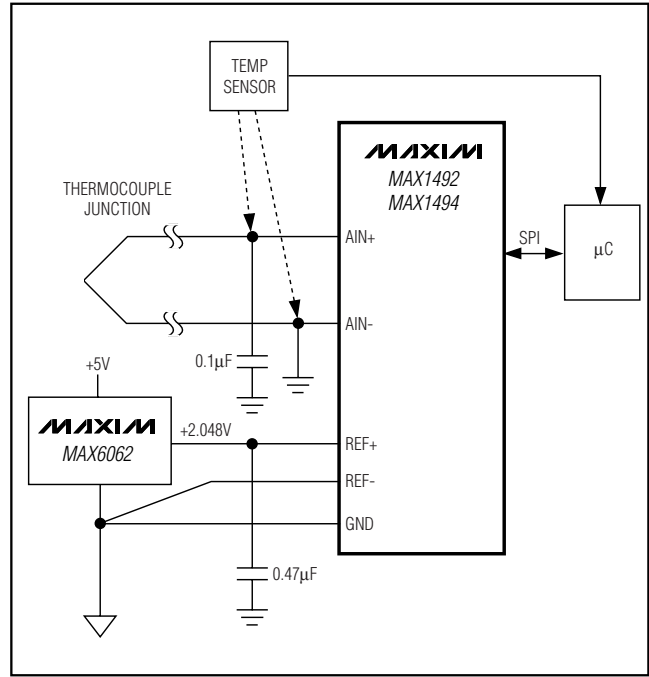 TEMP
SENSOR
MAXIM
MAX1492
MAX1494
THERMOCOUPLE
JUNCTION
AIN+
SPI
µC
AIN-
0.1µF
+5V
MAXIM
MAX6062
+2.048V
REF+
REF-
GND
0.47µF